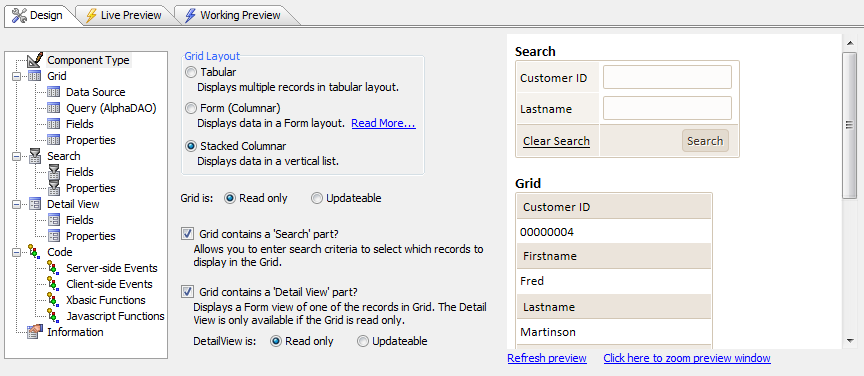 Design
Live Preview
Working Preview
Component Type
Grid
Data Source
Query (AlphaDAO)
Fields
Properties
Search
Fields
Properties
Detail View
Fields
Properties
Code
Server-side Events
Client-side Events
Xbasic Functions
Javascript Functions
Information
Grid Layout
Tabular
Displays multiple records in tabular layout.
Form (Columnar)
Displays data in a Form layout. Read More...
Stacked Columnar
Displays data in a vertical list.
Grid is: Read only Updateable
Grid contains a 'Search' part?
Allows you to enter search criteria to select which records to
display in the Grid.
Grid contains a 'Detail View' part?
Displays a Form view of one of the records in Grid. The Detail
View is only available if the Grid is read only.
DetailView is: Read only Updateable
Search
Customer ID
Lastname
Clear Search Search
Grid
Customer ID
00000004
Firstname
Fred
Lastname
Martinson
Refresh preview Click here to zoom preview window